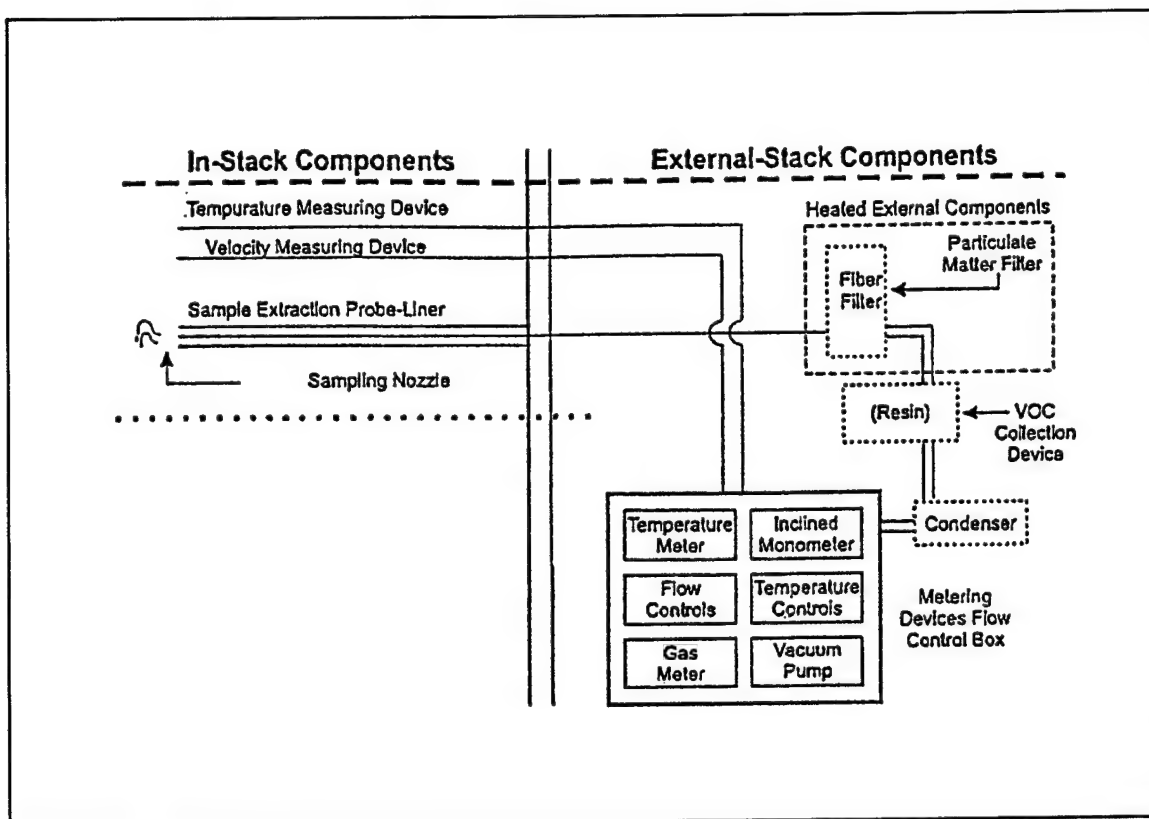 In-Stack Components
External-Stack Components
.Tempurature Measuring Device
Velocity Measuring Device
Sample Extraction Probe-Liner
Sampling Nozzle
Heated External Components
Particulate
Matter Filter
Fiber
Filter
(Resin)
VOC
Collection
Device
Condenser
Temperature
Meter
Inclined
Monometer
Flow
Controls
Temperature
Controls
Gas
Meter
Vacuum
Pump
Metering
Devices Flow
Control Box